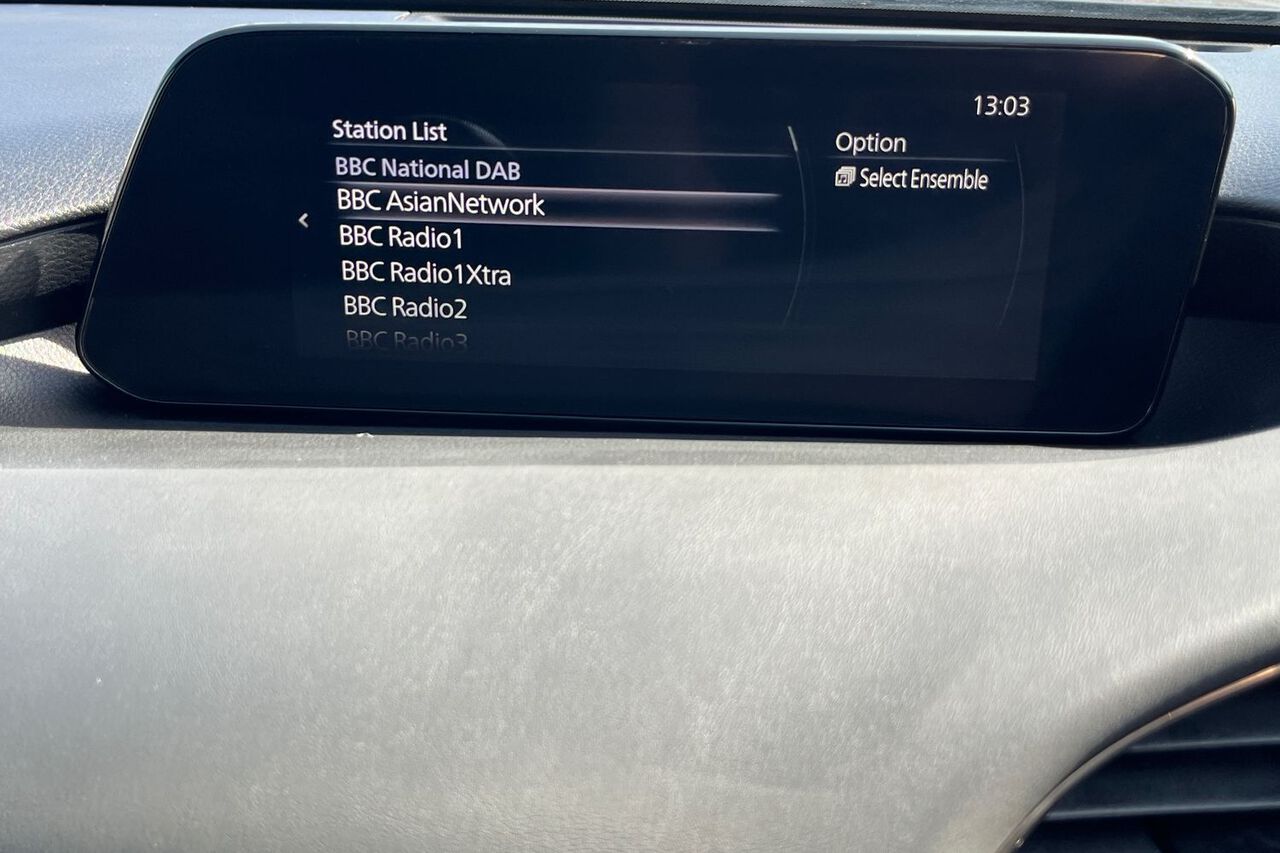 13:03
Station List
BBC National DAB
BBC AsianNetwork
BBC Radio1
BBC Radio1Xtra
BBC Radio2
BBC Radio3
Option
Select Ensemble